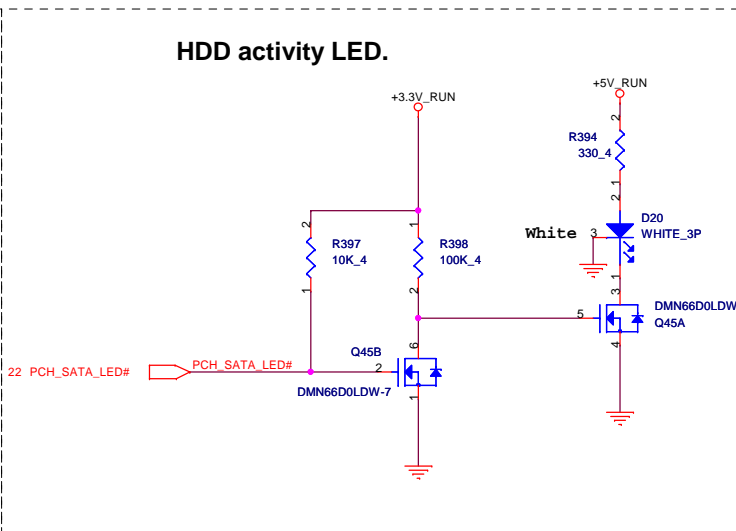 HDD activity LED.
+3.3V_RUN
+5V_RUN
2
R394
330_4
1
2
D20
WHITE_3P
White 3
1
2
R397
10K_4
1
1
R398
100K_4
2
3
DMN66D0LDW
5
Q45A
4
Q45B
6
2
DMN66D0LDW-7
1
22 PCH_SATA_LED#
PCH_SATA_LED#